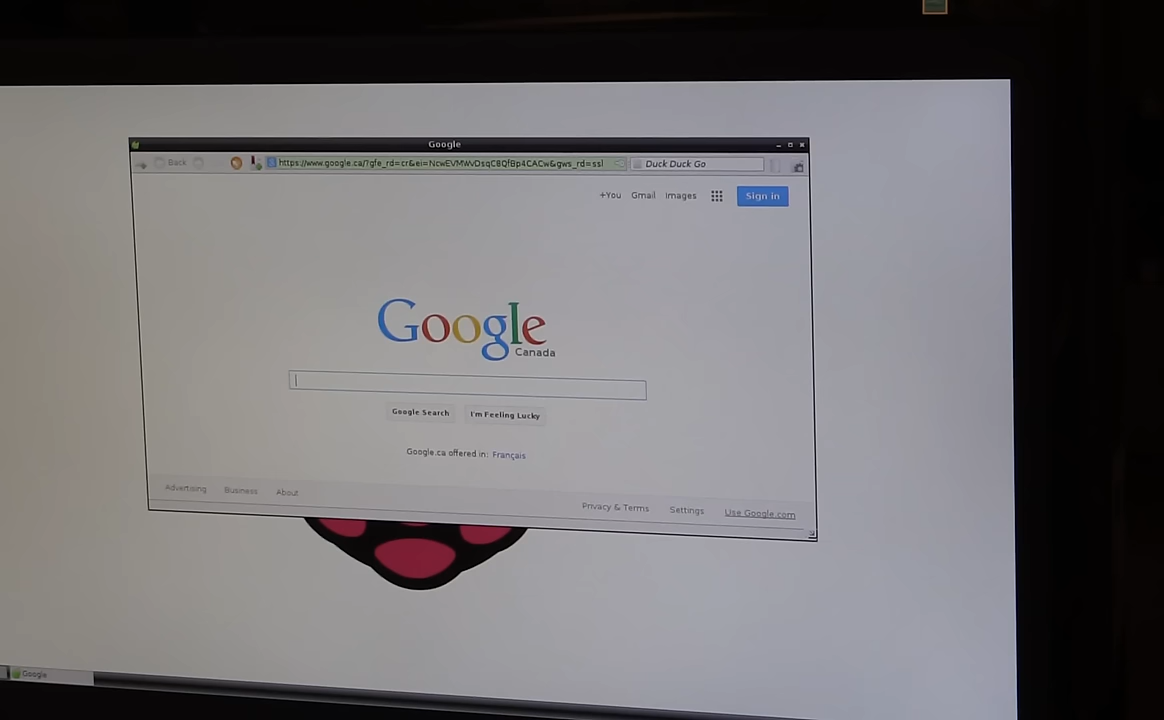 Google
Back
https://www.google.ca/?gfe_rd=cr&ei=NcwEVMWvDsqC8QfBp4CACw&gws_rd=ssl
Duck Duck Go
+You Gmail Images
Sign in
Google
Canada
Google Search
I'm Feeling Lucky
Google.ca offered in: Français
Advertising Business About
Privacy & Terms Settings Use Google.com
Google